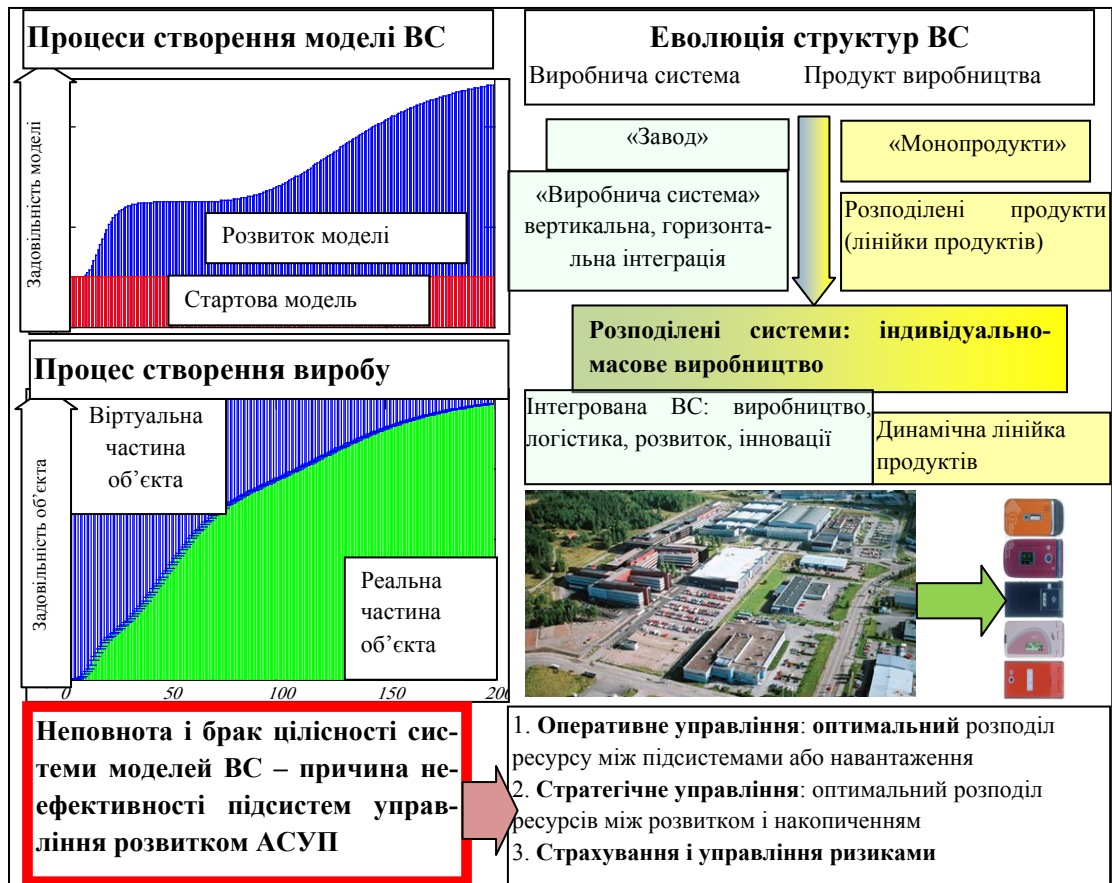 Процеси створення моделі ВС
Задовільність моделі
Розвиток моделі
Стартова модель
Процес створення виробу
Задовільність об’єкта
Віртуальна
частина
об’єкта
Реальна
частина
об’єкта
0 50 100 150 200
Неповнота і брак цілісності сис-
теми моделей ВС – причина не-
ефективності підсистем управ-
ління розвитком АСУП
Еволюція структур ВС
Виробнича система Продукт виробництва
«Завод»
«Монопродукти»
«Виробнича система»
вертикальна, горизонта-
льна інтеграція
Розподілені продукти
(лінійки продуктів)
Розподілені системи: індивідуально-
масове виробництво
Інтегрована ВС: виробництво,
логістика, розвиток, інновації
Динамічна лінійка
продуктів
1. Оперативне управління: оптимальний розподіл
ресурсу між підсистемами або навантаження
2. Стратегічне управління: оптимальний розподіл
ресурсів між розвитком і накопиченням
3. Страхування і управління ризиками